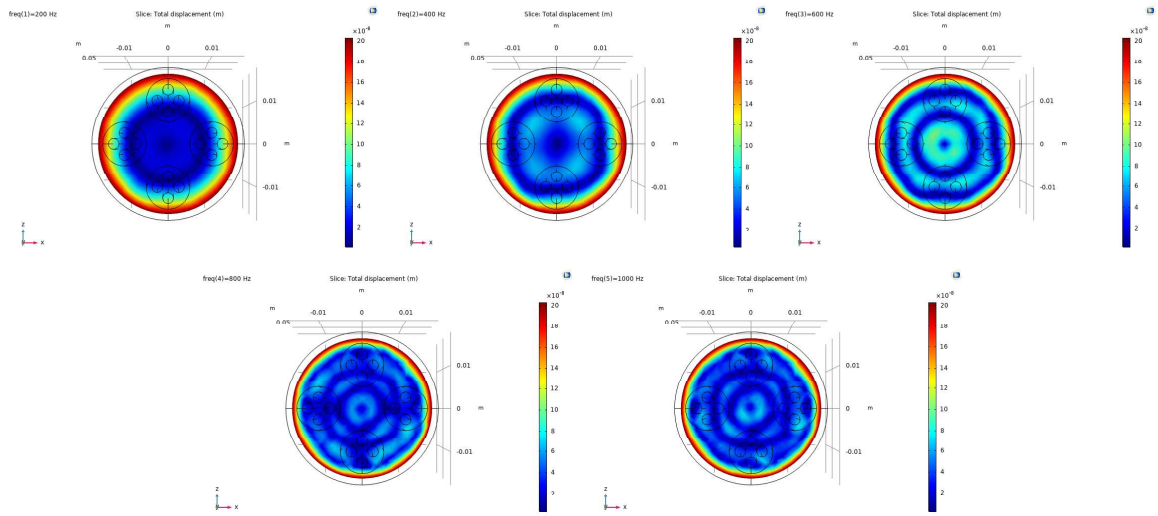 freq(1)=200 Hz Slice: Total displacement (m)
m
×10⁻⁸
-0.01 0 0.01
0.05
0.01
0 m
-0.01
20
18
16
14
12
10
8
6
4
2
z
y x
freq(2)=400 Hz Slice: Total displacement (m)
m
×10⁻⁸
-0.01 0 0.01
0.05
0.01
0 m
-0.01
20
18
16
14
12
10
8
6
4
2
z
y x
freq(3)=600 Hz Slice: Total displacement (m)
m
×10⁻⁸
-0.01 0 0.01
0.05
0.01
0 m
-0.01
20
18
16
14
12
10
8
6
4
2
z
y x
freq(4)=800 Hz Slice: Total displacement (m)
m
×10⁻⁸
-0.01 0 0.01
0.05
0.01
0 m
-0.01
20
18
16
14
12
10
8
6
4
z
y x
freq(5)=1000 Hz Slice: Total displacement (m)
m
×10⁻⁸
-0.01 0 0.01
0.05
0.01
0 m
-0.01
20
18
16
14
12
10
8
6
4
z
y x